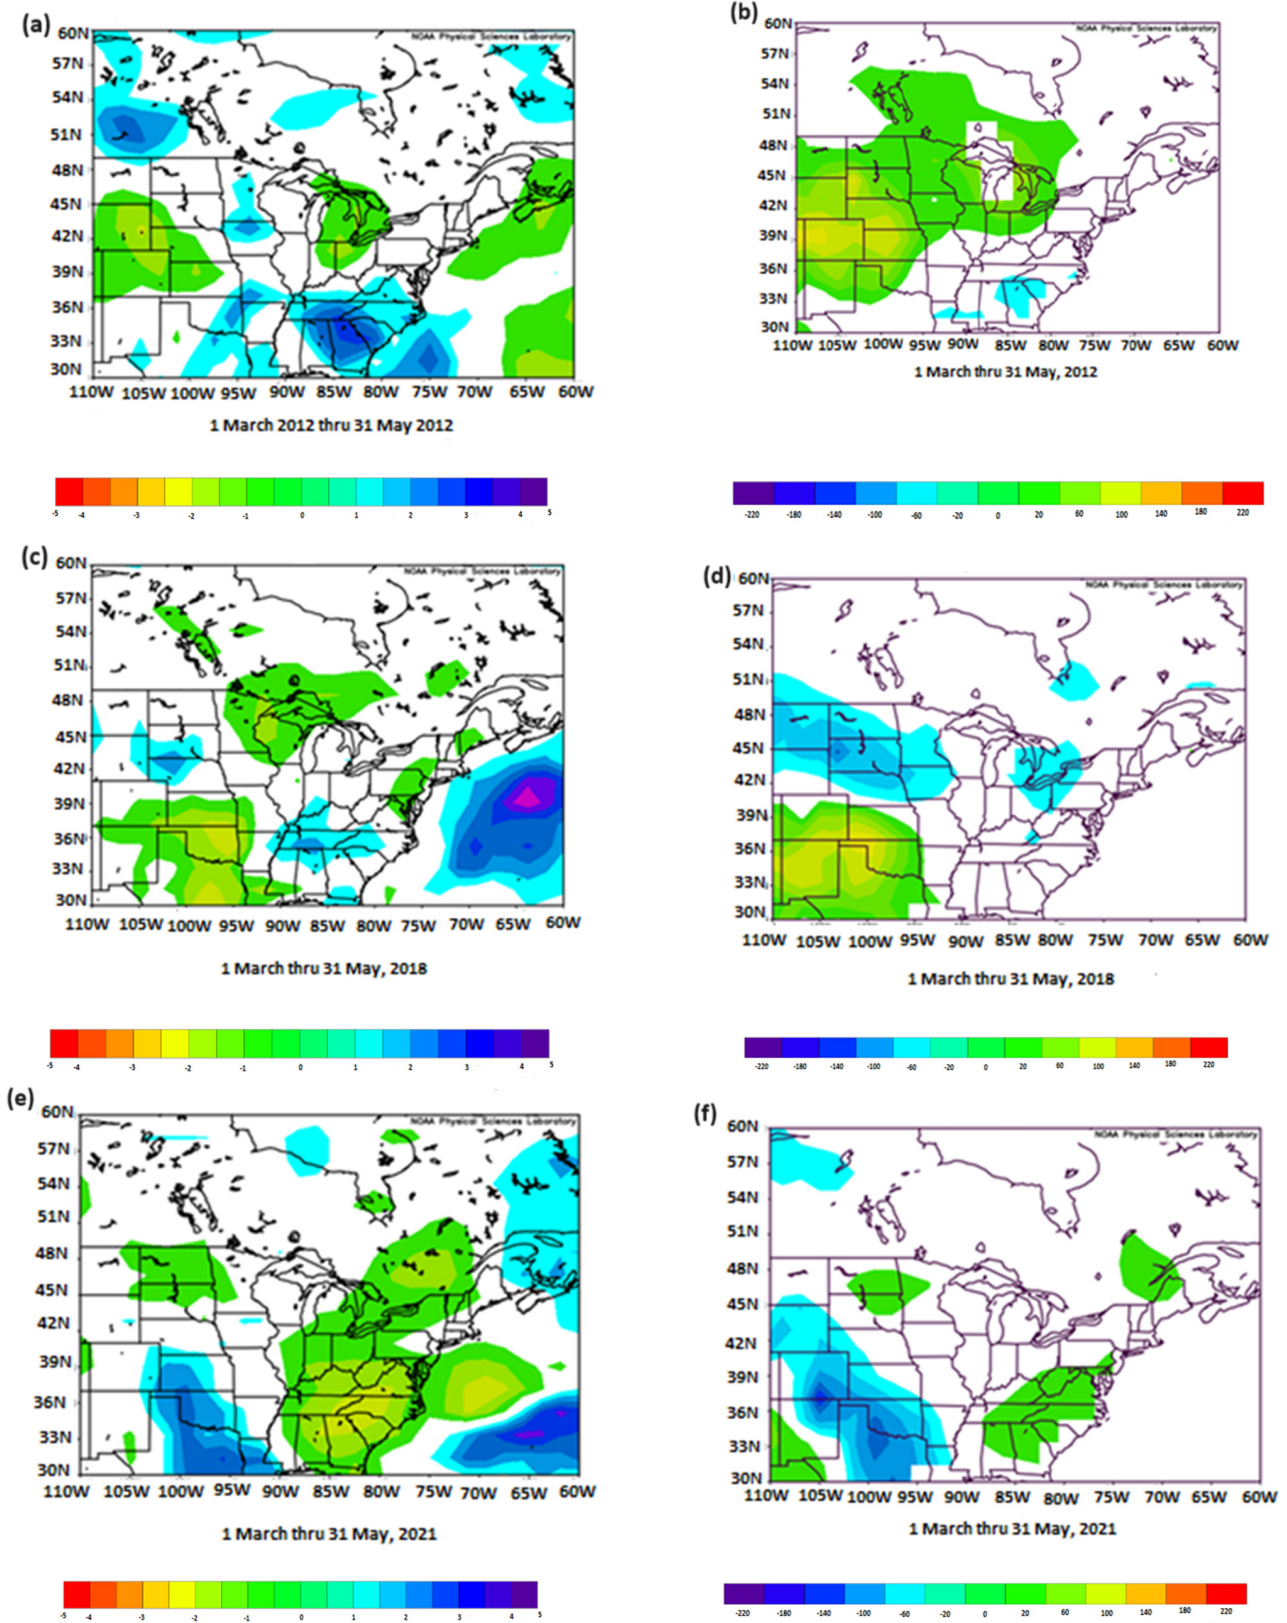 (a)
60N
57N
54N
51N
48N
45N
42N
39N
36N
33N
30N
NOAA Physical Sciences Laboratory
110W 105W 100W 95W 90W 85W 80W 75W 70W 65W 60W
1 March 2012 thru 31 May 2012
-5 -4 -3 -2 -1 0 1 2 3 4 5
(b)
60N
57N
54N
51N
48N
45N
42N
39N
36N
33N
30N
NOAA Physical Sciences Laboratory
110W 105W 100W 95W 90W 85W 80W 75W 70W 65W 60W
1 March thru 31 May, 2012
-220 -180 -140 -100 -60 -20 0 20 60 100 140 180 220
(c)
60N
57N
54N
51N
48N
45N
42N
39N
36N
33N
30N
NOAA Physical Sciences Laboratory
110W 105W 100W 95W 90W 85W 80W 75W 70W 65W 60W
1 March thru 31 May, 2018
-5 -4 -3 -2 -1 0 1 2 3 4 5
(d)
60N
57N
54N
51N
48N
45N
42N
39N
36N
33N
30N
NOAA Physical Sciences Laboratory
110W 105W 100W 95W 90W 85W 80W 75W 70W 65W 60W
1 March thru 31 May, 2018
-220 -180 -140 -100 -60 -20 0 20 60 100 140 180 220
(e)
60N
57N
54N
51N
48N
45N
42N
39N
36N
33N
30N
NOAA Physical Sciences Laboratory
110W 105W 100W 95W 90W 85W 80W 75W 70W 65W 60W
1 March thru 31 May, 2021
-5 -4 -3 -2 -1 0 1 2 3 4 5
(f)
60N
57N
54N
51N
48N
45N
42N
39N
36N
33N
30N
NOAA Physical Sciences Laboratory
110W 105W 100W 95W 90W 85W 80W 75W 70W 65W 60W
1 March thru 31 May, 2021
-220 -180 -140 -100 -60 -20 0 20 60 100 140 180 220